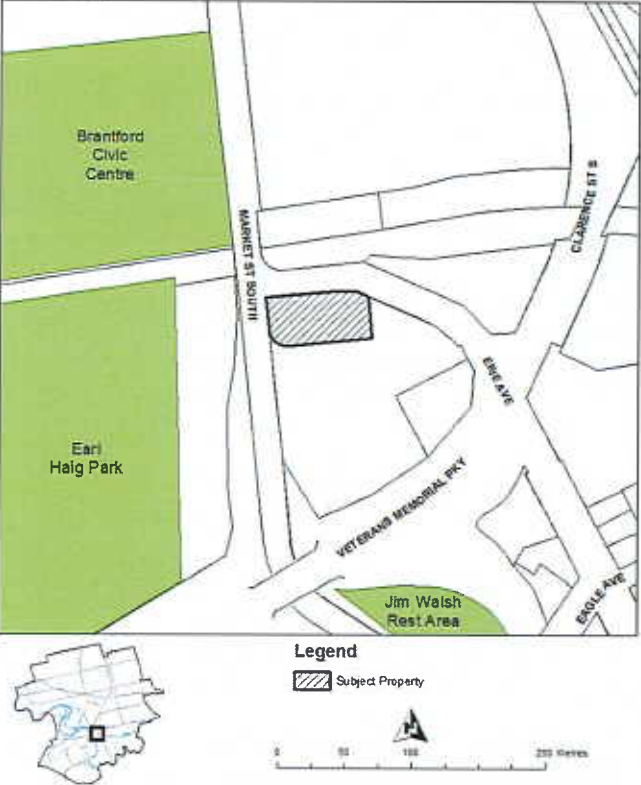 Brantford
Civic
Centre
MARKET ST SOUTH
CLARENCE ST S
Earl
Haig Park
ERIE AVE
VETERANS MEMORIAL PKY
Jim Walsh
Rest Area
EAGLE AVE
Legend
Subject Property
N
0 50 100 200 Metres